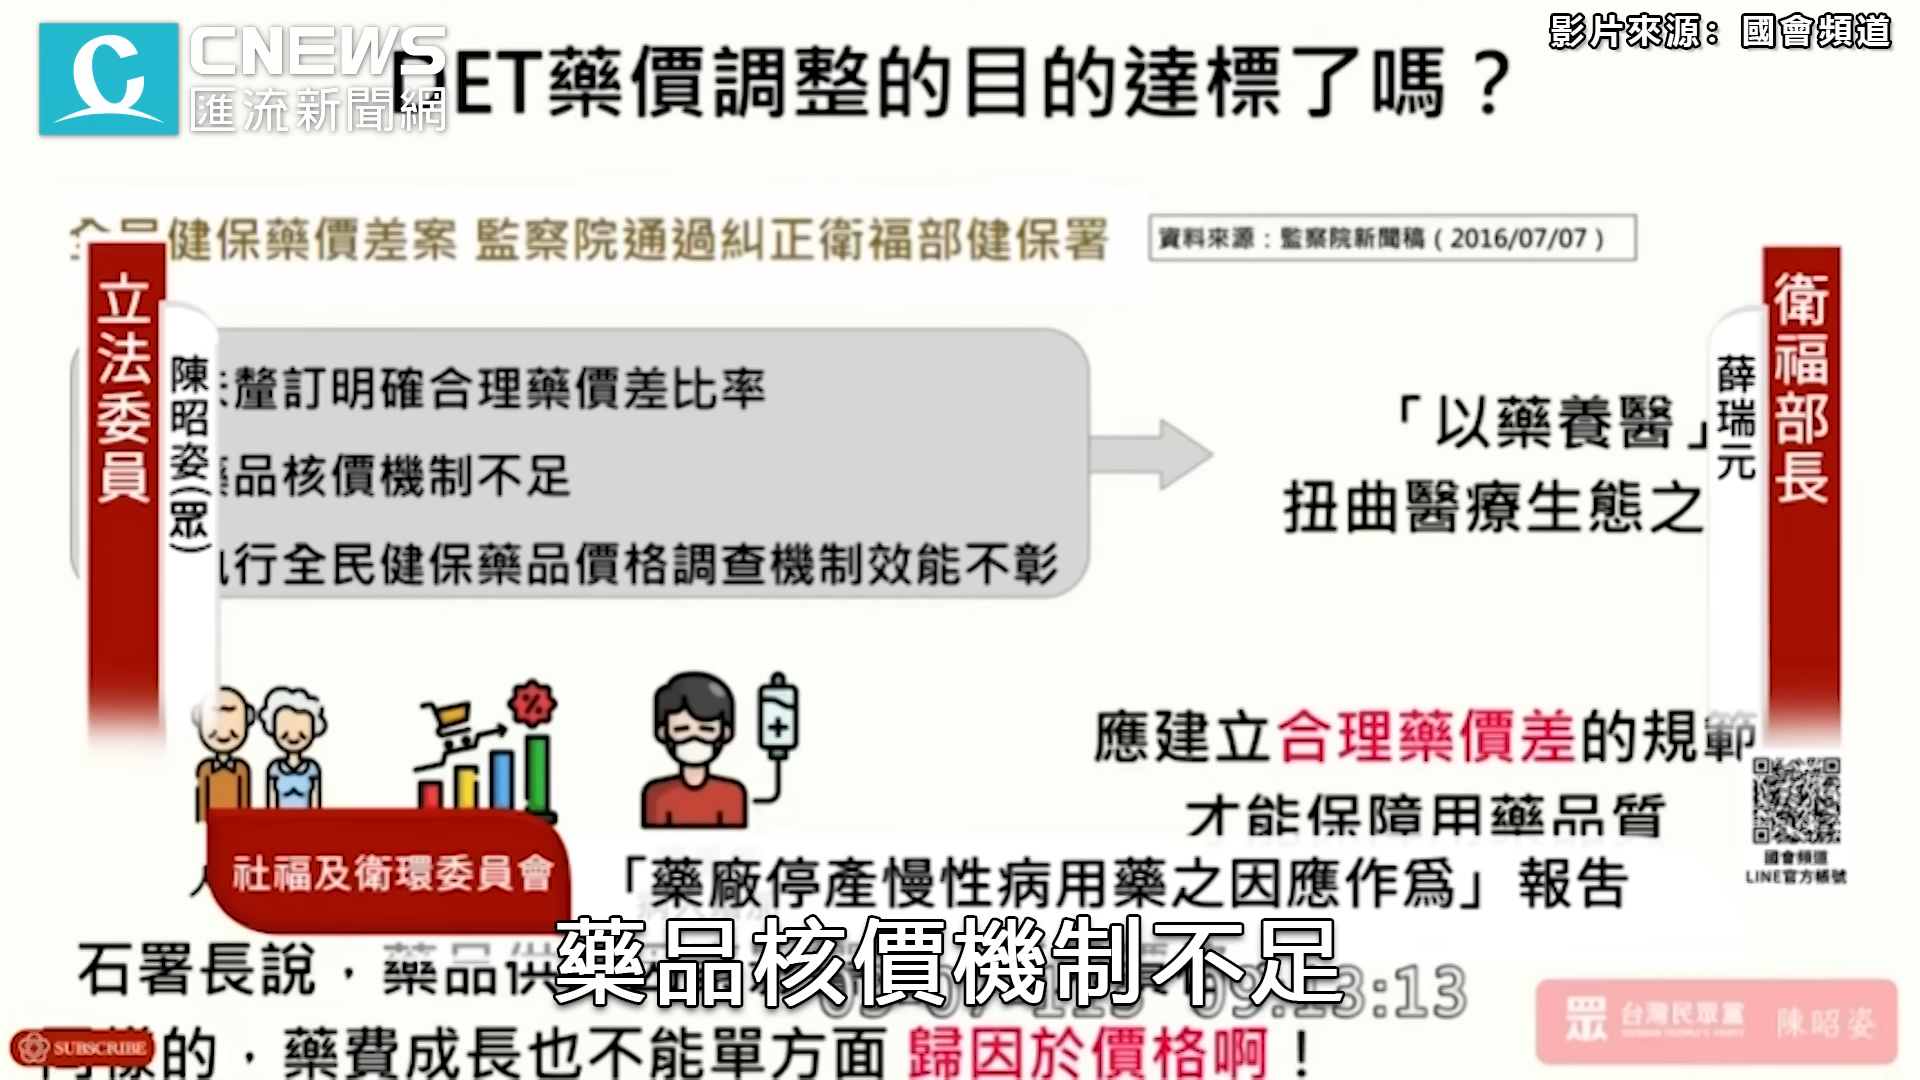 影片來源：國會頻道
CNEWS
匯流新聞網
ET藥價調整的目的達標了嗎？
健保藥價差案 監察院通過糾正衛福部健保署
資料來源：監察院新聞稿（2016/07/07）
立法委員
陳昭姿(眾)
釐訂明確合理藥價差比率
品核價機制不足
行全民健保藥品價格調查機制效能不彰
「以藥養醫」
扭曲醫療生態之
衛福部長
薛瑞元
應建立合理藥價差的規範
才能保障用藥品質
國會頻道
LINE官方帳號
社福及衛環委員會
「藥廠停產慢性病用藥之因應作為」報告
石署長說，藥品供
藥品核價機制不足
09:13:13
的，藥費成長也不能單方面 歸因於價格啊！
SUBSCRIBE
眾 台灣民眾黨 陳昭姿